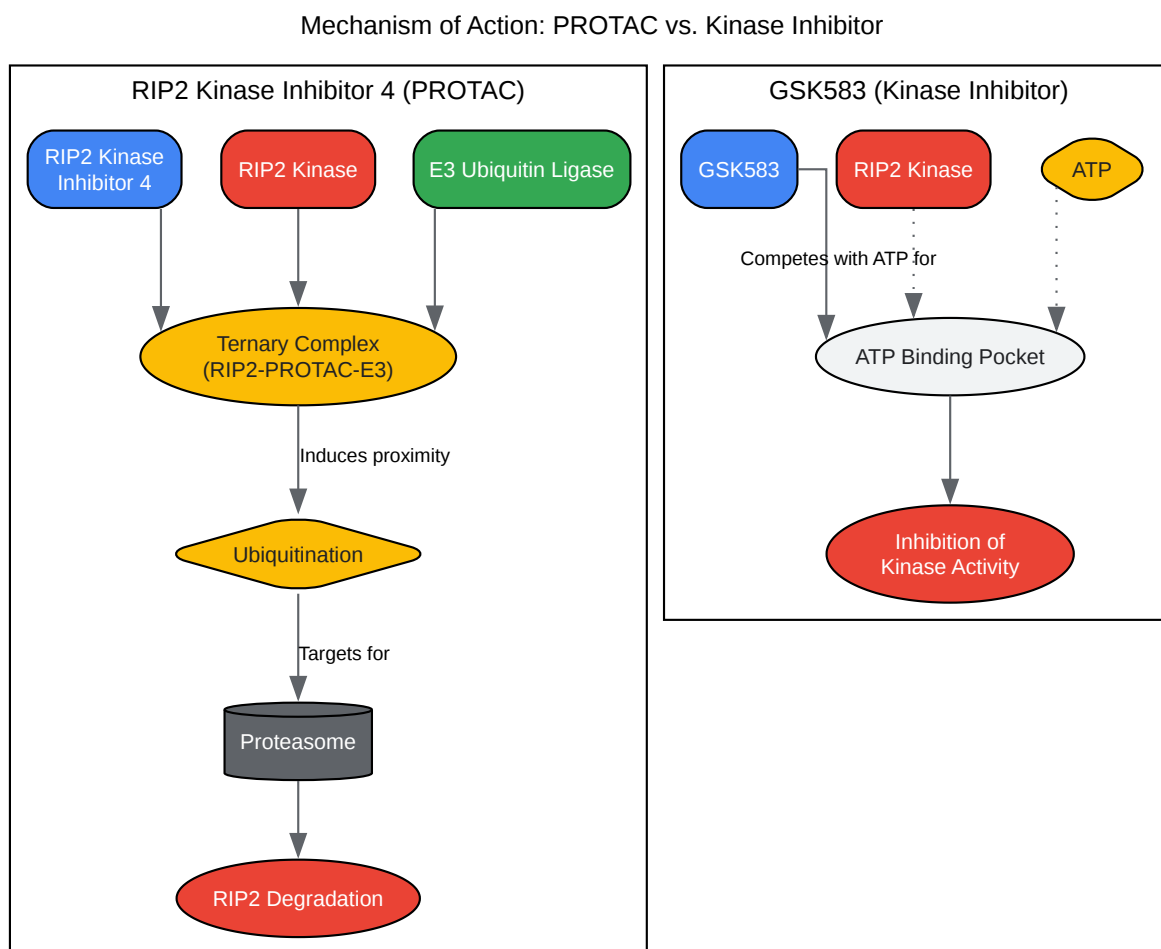 Mechanism of Action: PROTAC vs. Kinase Inhibitor
RIP2 Kinase Inhibitor 4 (PROTAC)
RIP2 Kinase
Inhibitor 4
RIP2 Kinase
E3 Ubiquitin Ligase
Ternary Complex
(RIP2-PROTAC-E3)
Induces proximity
Ubiquitination
Targets for
Proteasome
RIP2 Degradation
GSK583 (Kinase Inhibitor)
GSK583
RIP2 Kinase
ATP
Competes with ATP for
ATP Binding Pocket
Inhibition of
Kinase Activity